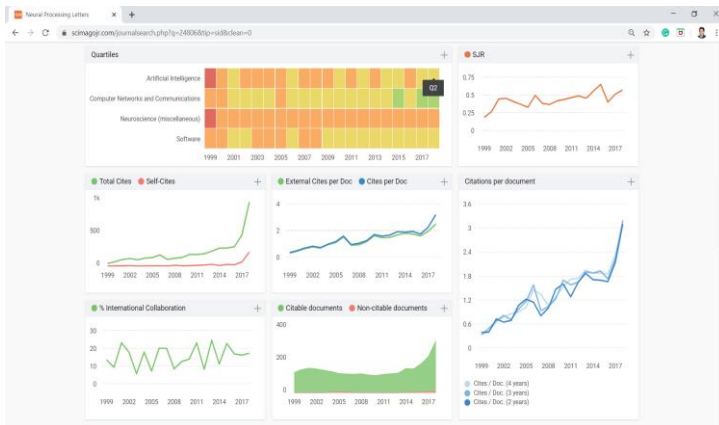 Neural Processing Letters
scimagojr.com/journalsearch.php?q=24806&tip=sid&clean=0
Quartiles
Artificial Intelligence
Computer Networks and Communications
Neuroscience (miscellaneous)
Software
Q2
1999 2001 2003 2005 2007 2009 2011 2013 2015 2017
SJR
0.75
0.5
0.25
0
1999 2002 2005 2008 2011 2014 2017
Total Cites Self-Cites
1k
500
0
1999 2002 2005 2008 2011 2014 2017
External Cites per Doc Cites per Doc
4
2
0
1999 2002 2005 2008 2011 2014 2017
Citations per document
3.6
3
2.4
1.8
1.2
0.6
0
1999 2002 2005 2008 2011 2014 2017
Cites / Doc. (4 years)
Cites / Doc. (3 years)
Cites / Doc. (2 years)
% International Collaboration
30
20
10
0
1999 2002 2005 2008 2011 2014 2017
Citable documents Non-citable documents
400
200
0
1999 2002 2005 2008 2011 2014 2017